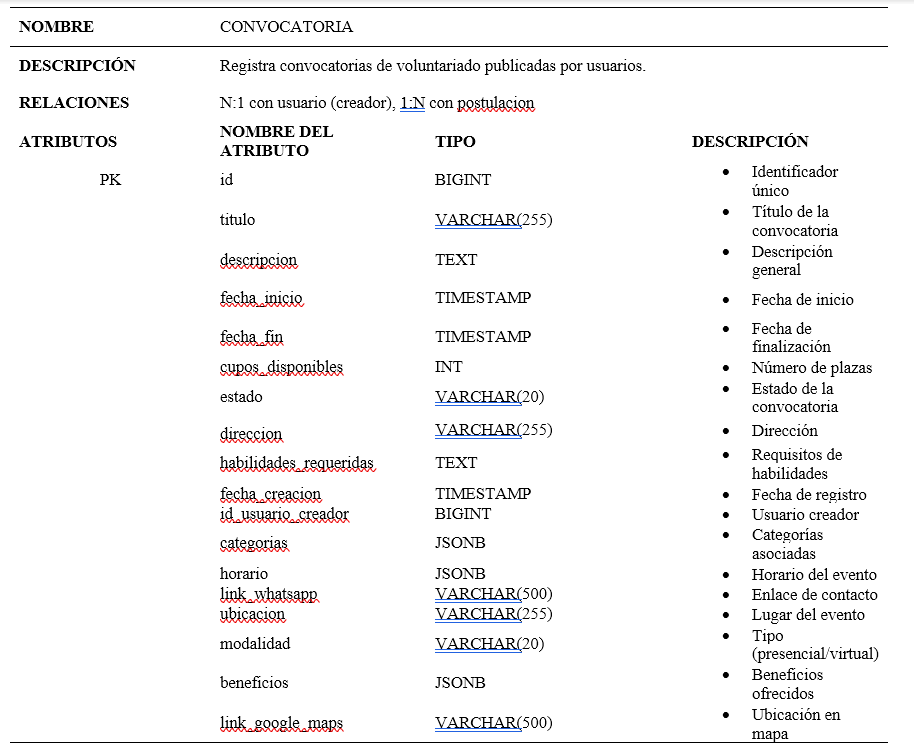 NOMBRE CONVOCATORIA
DESCRIPCIÓN Registra convocatorias de voluntariado publicadas por usuarios.
RELACIONES N:1 con usuario (creador), 1:N con postulacion
ATRIBUTOS NOMBRE DEL ATRIBUTO TIPO DESCRIPCIÓN
PK id BIGINT • Identificador único
titulo VARCHAR(255) • Título de la convocatoria
descripcion TEXT • Descripción general
fecha_inicio TIMESTAMP • Fecha de inicio
fecha_fin TIMESTAMP • Fecha de finalización
cupos_disponibles INT • Número de plazas
estado VARCHAR(20) • Estado de la convocatoria
direccion VARCHAR(255) • Dirección
habilidades_requeridas TEXT • Requisitos de habilidades
fecha_creacion TIMESTAMP • Fecha de registro
id_usuario_creador BIGINT • Usuario creador
categorias JSONB • Categorías asociadas
horario JSONB • Horario del evento
link_whatsapp VARCHAR(500) • Enlace de contacto
ubicacion VARCHAR(255) • Lugar del evento
modalidad VARCHAR(20) • Tipo (presencial/virtual)
beneficios JSONB • Beneficios ofrecidos
link_google_maps VARCHAR(500) • Ubicación en mapa